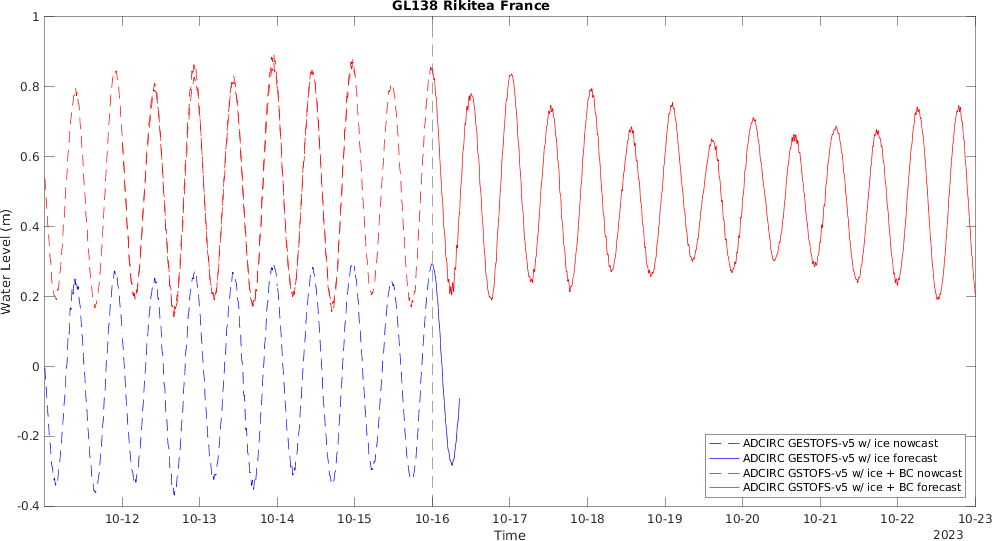 GL138 Rikitea France
1
0.8
0.6
0.4
0.2
0
-0.2
-0.4
Water Level (m)
ADCIRC GESTOFS-v5 w/ ice nowcast
ADCIRC GESTOFS-v5 w/ ice forecast
ADCIRC GSTOFS-v5 w/ ice + BC nowcast
ADCIRC GSTOFS-v5 w/ ice + BC forecast
10-12 10-13 10-14 10-15 10-16 10-17 10-18 10-19 10-20 10-21 10-22 10-23
Time
2023